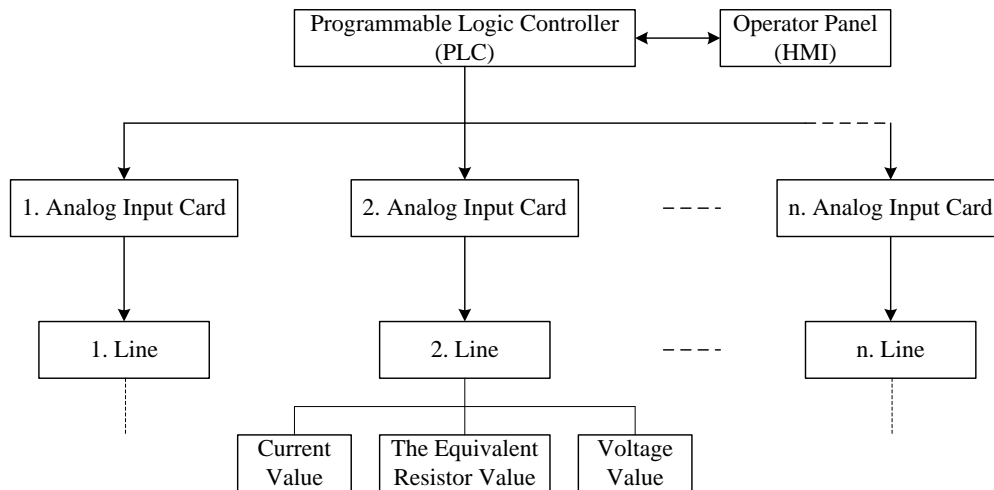 Programmable Logic Controller
(PLC)
Operator Panel
(HMI)
1. Analog Input Card
2. Analog Input Card
n. Analog Input Card
1. Line
2. Line
n. Line
Current
Value
The Equivalent
Resistor Value
Voltage
Value